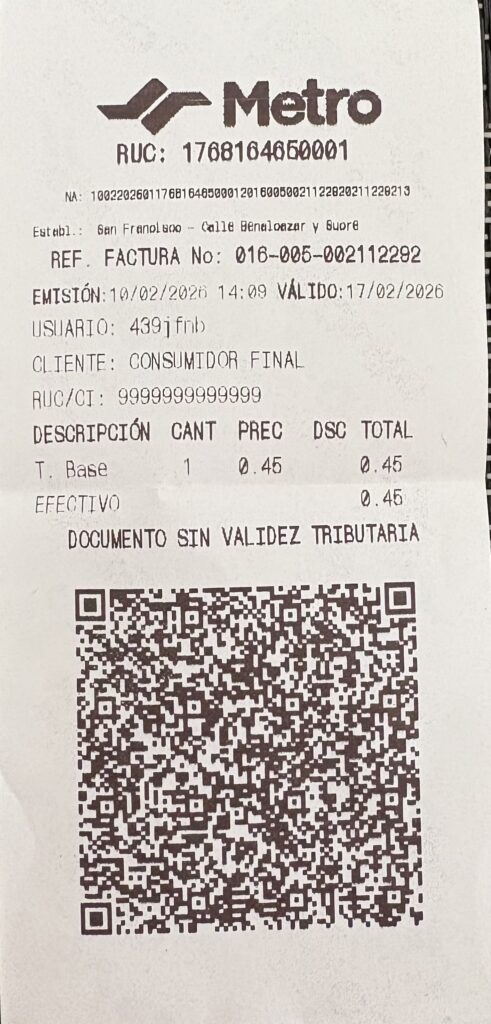 Metro
RUC: 1768164650001
NA: 1002202601176816465000120160050021122920211229213
Establ.: San Francisco - Calle Benalcazar y Sucre
REF. FACTURA No: 016-005-002112292
EMISIÓN:10/02/2026 14:09 VÁLIDO:17/02/2026
USUARIO: 439jfnb
CLIENTE: CONSUMIDOR FINAL
RUC/CI: 9999999999999
DESCRIPCIÓN CANT PREC DSC TOTAL
T. Base 1 0.45 0.45
EFECTIVO 0.45
DOCUMENTO SIN VALIDEZ TRIBUTARIA